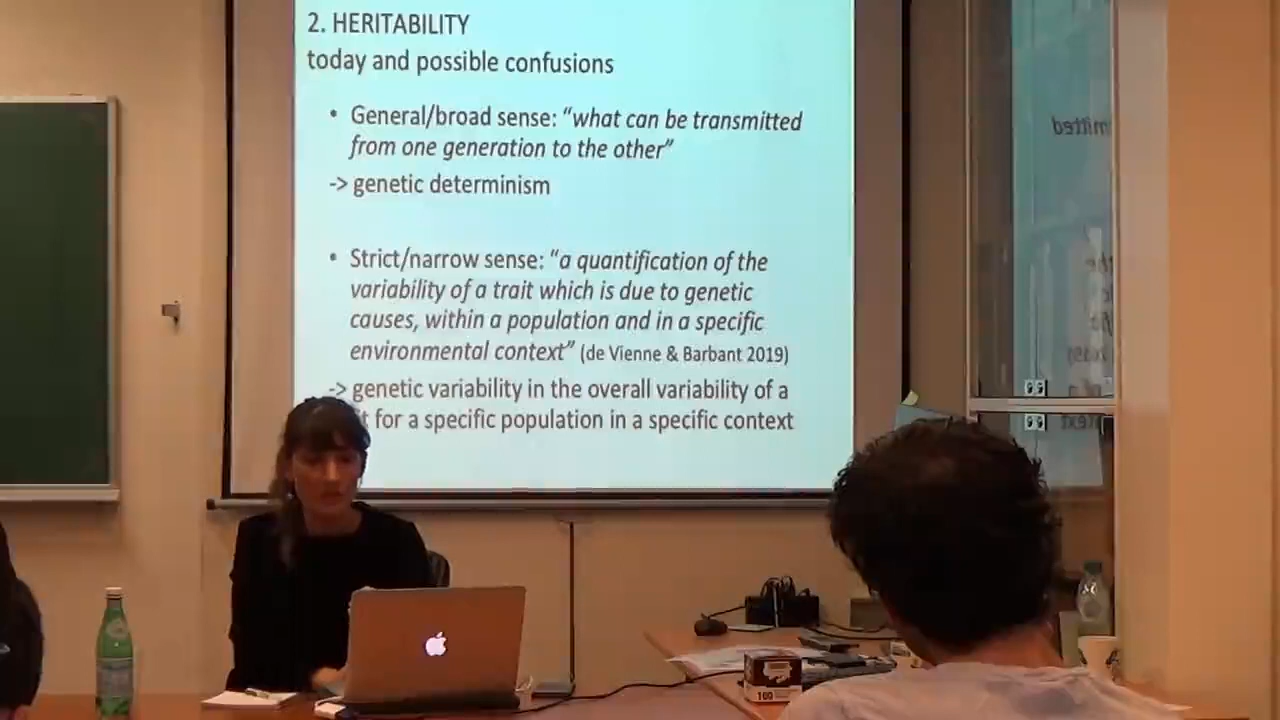 2. HERITABILITY
today and possible confusions
• General/broad sense: “what can be transmitted
from one generation to the other”
-> genetic determinism
• Strict/narrow sense: “a quantification of the
variability of a trait which is due to genetic
causes, within a population and in a specific
environmental context” (de Vienne & Barbant 2019)
-> genetic variability in the overall variability of a
for a specific population in a specific context
100